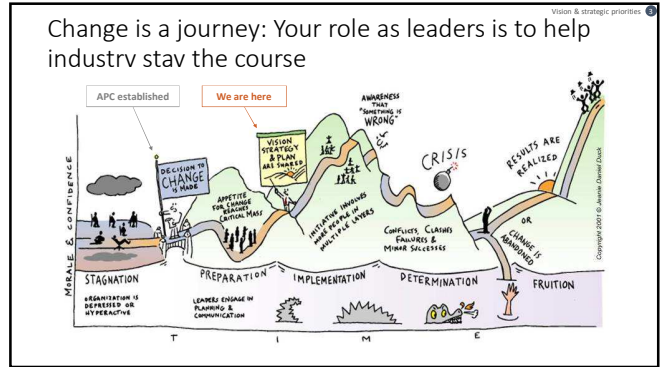 Vision & strategic priorities 3
Change is a journey: Your role as leaders is to help
industry stay the course
APC established
We are here
AWARENESS
THAT
"SOMETHING IS
WRONG"
DECISION TO
CHANGE
IS MADE
VISION
STRATEGY
& PLAN
ARE SHARED
CRISIS
RESULTS ARE
REALIZED
APPETITE
FOR CHANGE
REACHES
CRITICAL MASS
INITIATIVE INVOLVES
MORE PEOPLE IN
MULTIPLE LAYERS
CONFLICTS, CLASHES
FAILURES &
MINOR SUCCESSES
OR
CHANGE IS
ABANDONED
MORALE & CONFIDENCE
Copyright 2001 © Jeanie Daniel Duck
STAGNATION
PREPARATION
IMPLEMENTATION
DETERMINATION
FRUITION
ORGANIZATION IS
DEPRESSED OR
HYPERACTIVE
LEADERS ENGAGE IN
PLANNING &
COMMUNICATION
T I M E